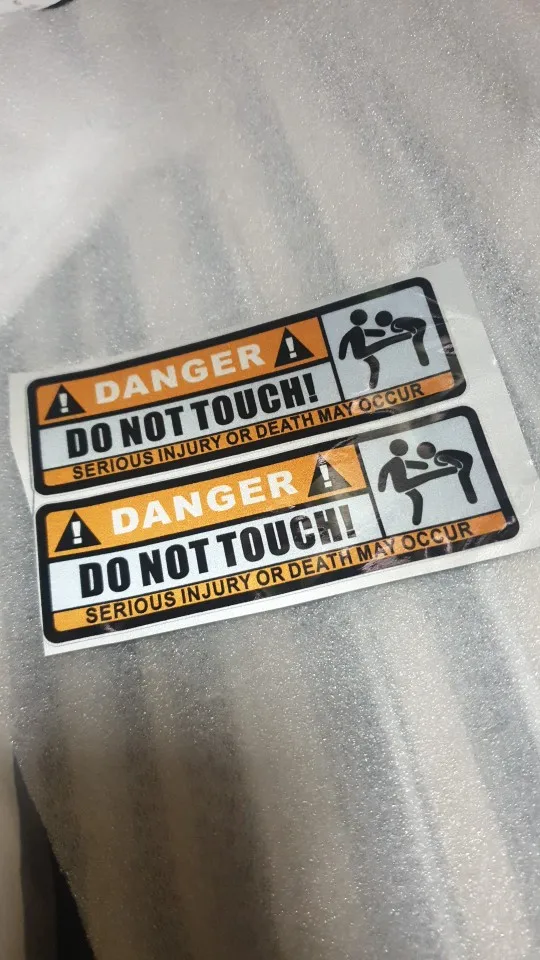 DANGER
DO NOT TOUCH!
SERIOUS INJURY OR DEATH MAY OCCUR
DANGER
DO NOT TOUCH!
SERIOUS INJURY OR DEATH MAY OCCUR